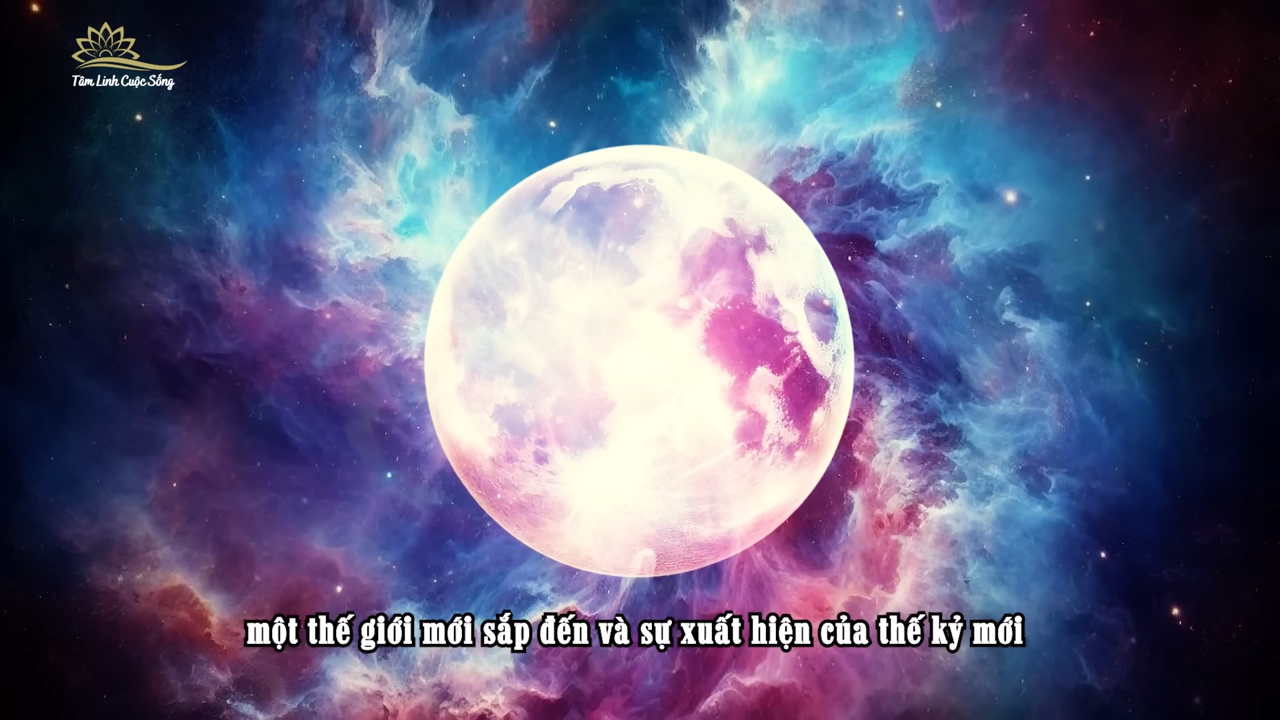 Tâm Linh Cuộc Sống
một thế giới mới sắp đến và sự xuất hiện của thế kỷ mới